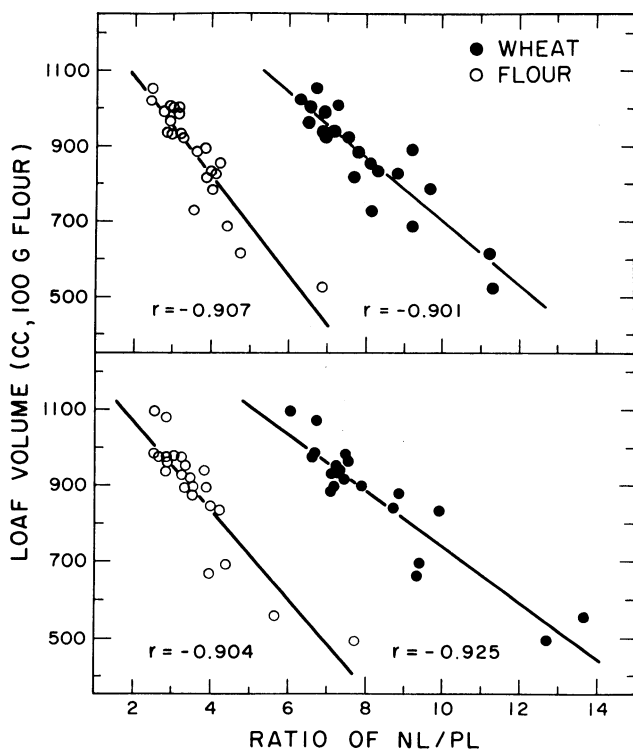 ● WHEAT
○ FLOUR
1100
900
700
500
r=-0.907
r=-0.901
LOAF VOLUME (CC, 100 G FLOUR)
1100
900
700
500
r=-0.904
r=-0.925
2 4 6 8 10 12 14
RATIO OF NL/PL